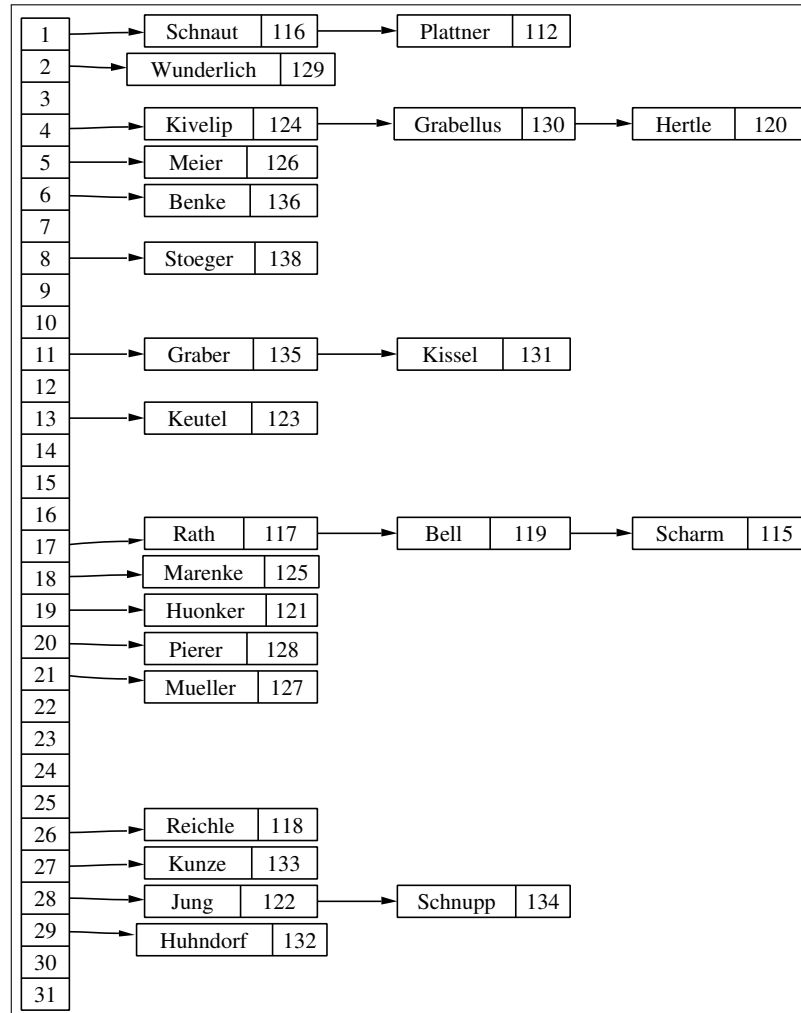 1 Schnaut 116 Plattner 112
2 Wunderlich 129
3
4 Kivelip 124 Grabellus 130 Hertle 120
5 Meier 126
6 Benke 136
7
8 Stoeger 138
9
10
11 Graber 135 Kissel 131
12
13 Keutel 123
14
15
16
17 Rath 117 Bell 119 Scharm 115
18 Marenke 125
19 Huonker 121
20 Pierer 128
21 Mueller 127
22
23
24
25
26 Reichle 118
27 Kunze 133
28 Jung 122 Schnupp 134
29 Huhndorf 132
30
31